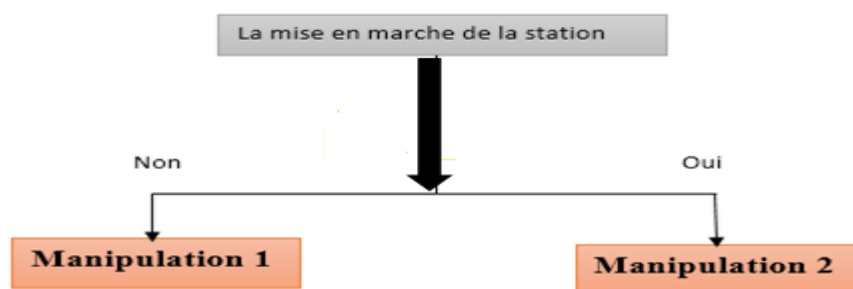 La mise en marche de la station
Non
Oui
Manipulation 1
Manipulation 2